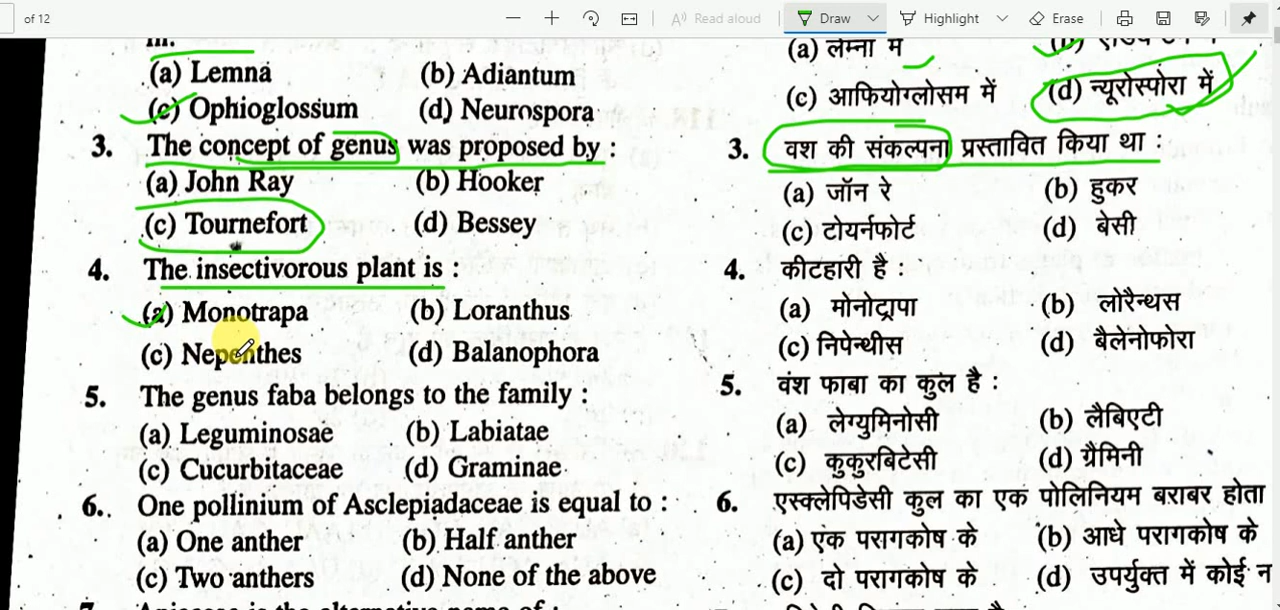 of 12
Read aloud
Draw
Highlight
Erase
(a) Lemna (b) Adiantum
(c) Ophioglossum (d) Neurospora
3. The concept of genus was proposed by :
(a) John Ray (b) Hooker
(c) Tournefort (d) Bessey
4. The insectivorous plant is :
(a) Monotrapa (b) Loranthus
(c) Nepenthes (d) Balanophora
5. The genus faba belongs to the family :
(a) Leguminosae (b) Labiatae
(c) Cucurbitaceae (d) Graminae
6. One pollinium of Asclepiadaceae is equal to :
(a) One anther (b) Half anther
(c) Two anthers (d) None of the above
(a) लेम्ना में
(c) आफियोग्लोसम में (d) न्यूरोस्पोरा में
3. वश की संकल्पना प्रस्तावित किया था :
(a) जॉन रे (b) हुकर
(c) टोयर्नफोर्ट (d) बेसी
4. कीटहारी है :
(a) मोनोट्रापा (b) लोरैन्थस
(c) निपेन्थीस (d) बैलेनोफोरा
5. वंश फाबा का कुल है :
(a) लेग्युमिनोसी (b) लैबिएटी
(c) कुकुरबिटेसी (d) ग्रैमिनी
6. एस्क्लेपिडेसी कुल का एक पोलिनियम बराबर होता
(a) एक परागकोष के (b) आधे परागकोष के
(c) दो परागकोष के (d) उपर्युक्त में कोई न